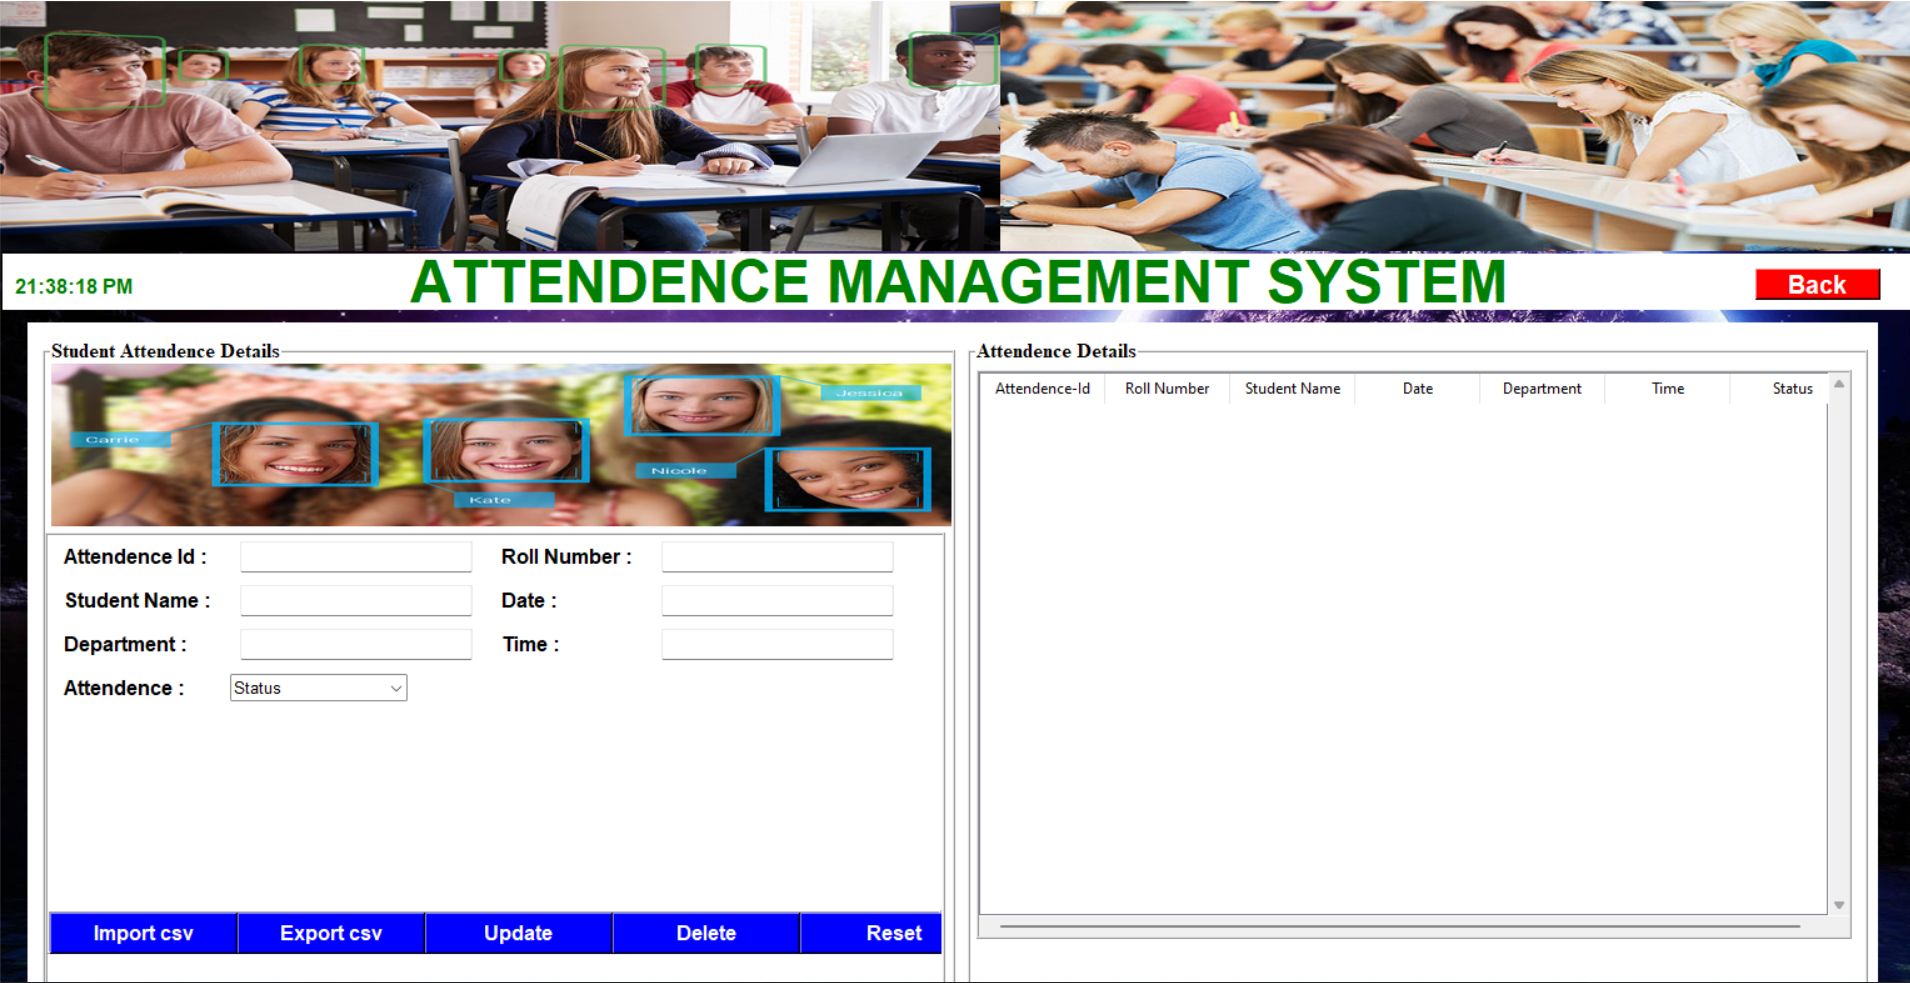 21:38:18 PM
ATTENDENCE MANAGEMENT SYSTEM
Back
Student Attendence Details
Jessica
Carrie
Nicole
Kate
Attendence Id :
Roll Number :
Student Name :
Date :
Department :
Time :
Attendence :
Status
Import csv
Export csv
Update
Delete
Reset
Attendence Details
Attendence-Id
Roll Number
Student Name
Date
Department
Time
Status